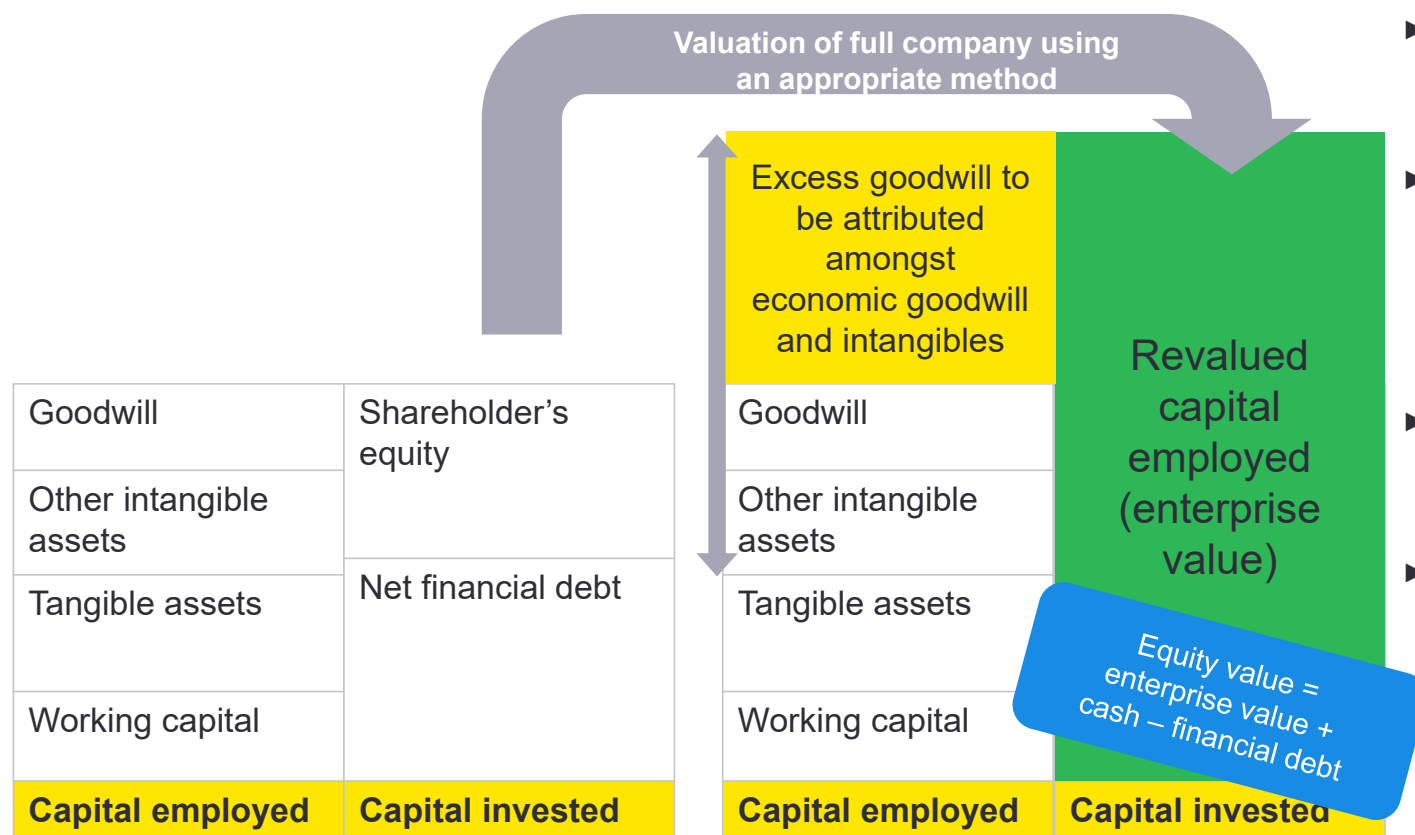 Valuation of full company using
an appropriate method
Excess goodwill to
be attributed
amongst
economic goodwill
and intangibles
Revalued
capital
employed
(enterprise
value)
Goodwill
Other intangible
assets
Tangible assets
Working capital
Capital employed
Shareholder’s
equity
Net financial debt
Capital invested
Goodwill
Other intangible
assets
Tangible assets
Working capital
Capital employed
Equity value =
enterprise value +
cash – financial debt
Capital invested